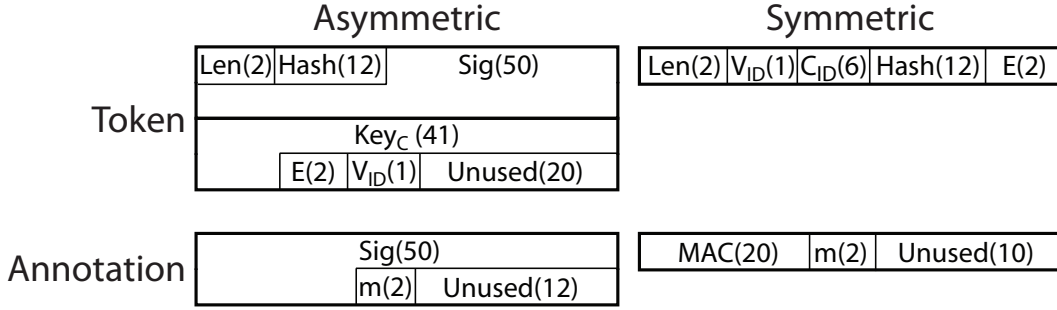 Asymmetric Symmetric
Len(2) Hash(12) Sig(50) Len(2) V_ID(1) C_ID(6) Hash(12) E(2)
Token
Key_C (41)
E(2) V_ID(1) Unused(20)
Annotation
Sig(50) MAC(20) m(2) Unused(10)
m(2) Unused(12)